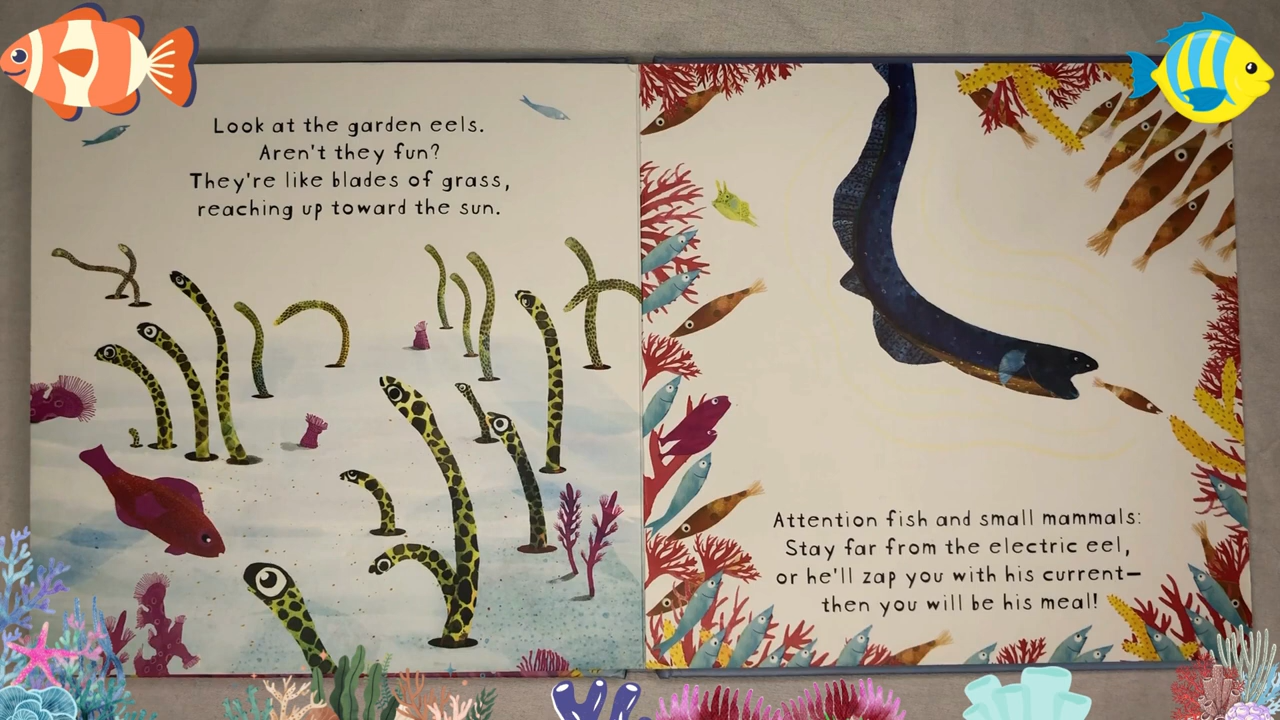 Look at the garden eels.
Aren't they fun?
They're like blades of grass,
reaching up toward the sun.
Attention fish and small mammals:
Stay far from the electric eel,
or he'll zap you with his current—
then you will be his meal!